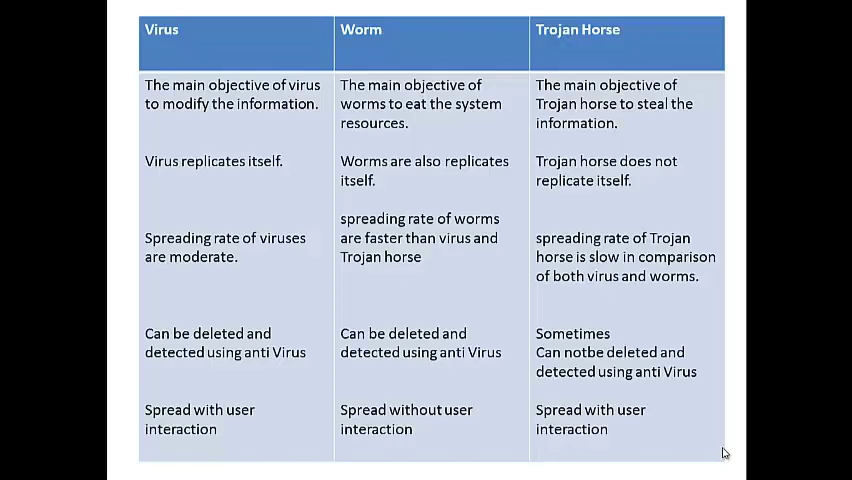 Virus
Worm
Trojan Horse
The main objective of virus
to modify the information.
The main objective of
worms to eat the system
resources.
The main objective of
Trojan horse to steal the
information.
Virus replicates itself.
Worms are also replicates
itself.
Trojan horse does not
replicate itself.
Spreading rate of viruses
are moderate.
spreading rate of worms
are faster than virus and
Trojan horse
spreading rate of Trojan
horse is slow in comparison
of both virus and worms.
Can be deleted and
detected using anti Virus
Can be deleted and
detected using anti Virus
Sometimes
Can notbe deleted and
detected using anti Virus
Spread with user
interaction
Spread without user
interaction
Spread with user
interaction